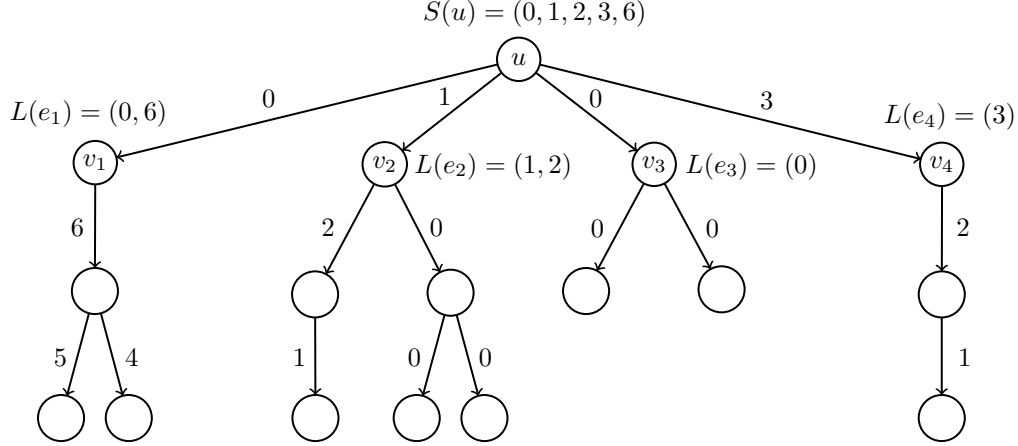 S(u) = (0, 1, 2, 3, 6)
u
0
1
0
3
L(e₁) = (0, 6)
L(e₄) = (3)
v₁
v₂
L(e₂) = (1, 2)
v₃
L(e₃) = (0)
v₄
6
2
0
0
0
2
5
4
1
0
0
1